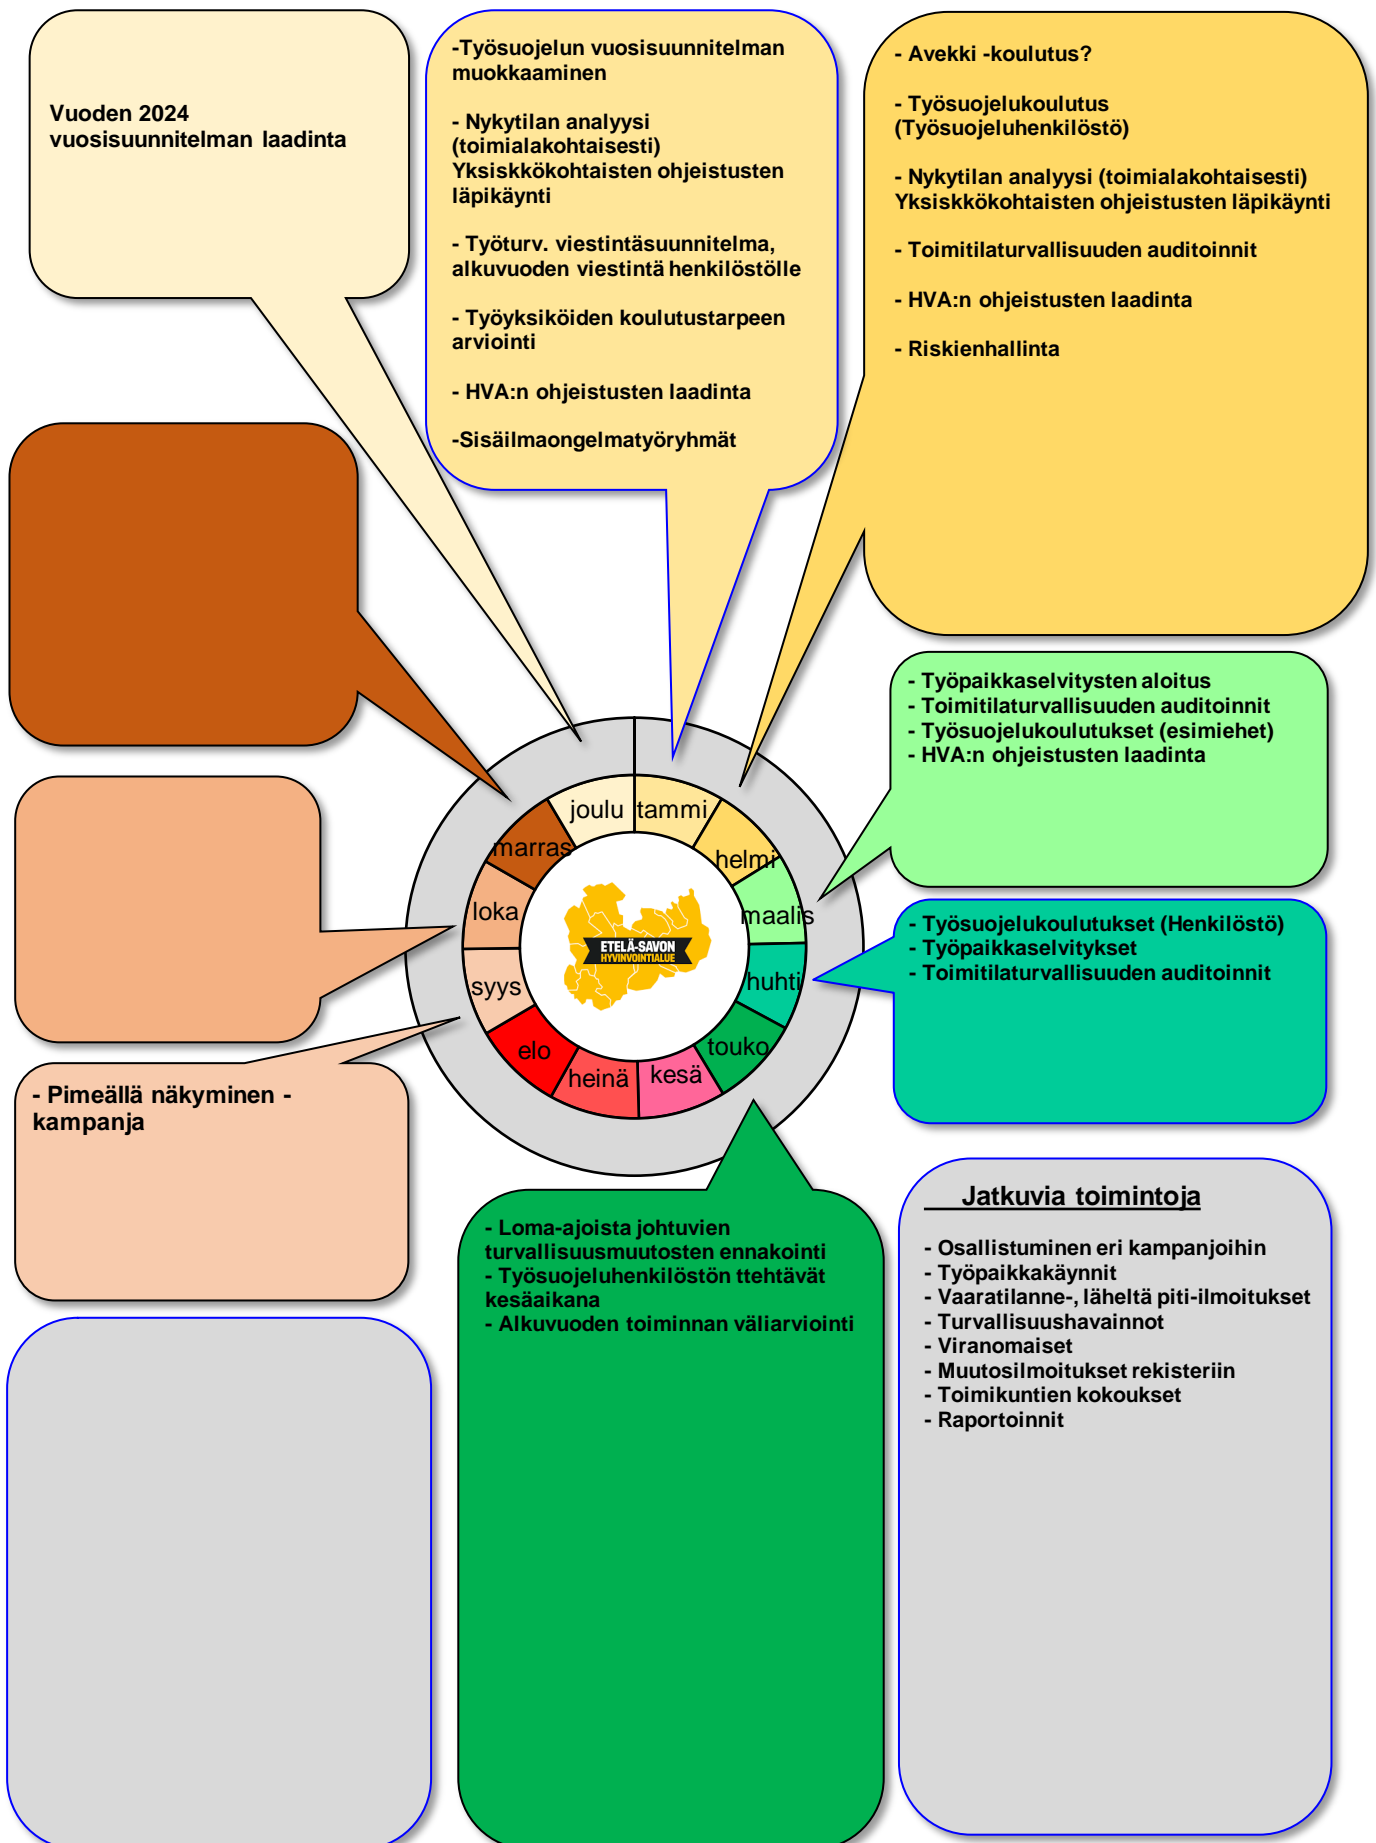 Vuoden 2024
vuosisuunnitelman laadinta
-Työsuojelun vuosisuunnitelman
muokkaaminen
- Nykytilan analyysi
(toimialakohtaisesti)
Yksiskkökohtaisten ohjeistusten
läpikäynti
- Työturv. viestintäsuunnitelma,
alkuvuoden viestintä henkilöstölle
- Työyksiköiden koulutustarpeen
arviointi
- HVA:n ohjeistusten laadinta
-Sisäilmaongelmatyöryhmät
- Avekki -koulutus?
- Työsuojelukoulutus
(Työsuojeluhenkilöstö)
- Nykytilan analyysi (toimialakohtaisesti)
Yksiskkökohtaisten ohjeistusten läpikäynti
- Toimitilaturvallisuuden auditoinnit
- HVA:n ohjeistusten laadinta
- Riskienhallinta
- Työpaikkaselvitysten aloitus
- Toimitilaturvallisuuden auditoinnit
- Työsuojelukoulutukset (esimiehet)
- HVA:n ohjeistusten laadinta
- Työsuojelukoulutukset (Henkilöstö)
- Työpaikkaselvitykset
- Toimitilaturvallisuuden auditoinnit
joulu
tammi
helmi
maalis
huhti
touko
kesä
heinä
elo
syys
loka
marras
ETELÄ-SAVON
HYVINVOINTIALUE
- Pimeällä näkyminen -
kampanja
- Loma-ajoista johtuvien
turvallisuusmuutosten ennakointi
- Työsuojeluhenkilöstön ttehtävät
kesäaikana
- Alkuvuoden toiminnan väliarviointi
Jatkuvia toimintoja
- Osallistuminen eri kampanjoihin
- Työpaikkakäynnit
- Vaaratilanne-, läheltä piti-ilmoitukset
- Turvallisuushavainnot
- Viranomaiset
- Muutosilmoitukset rekisteriin
- Toimikuntien kokoukset
- Raportoinnit